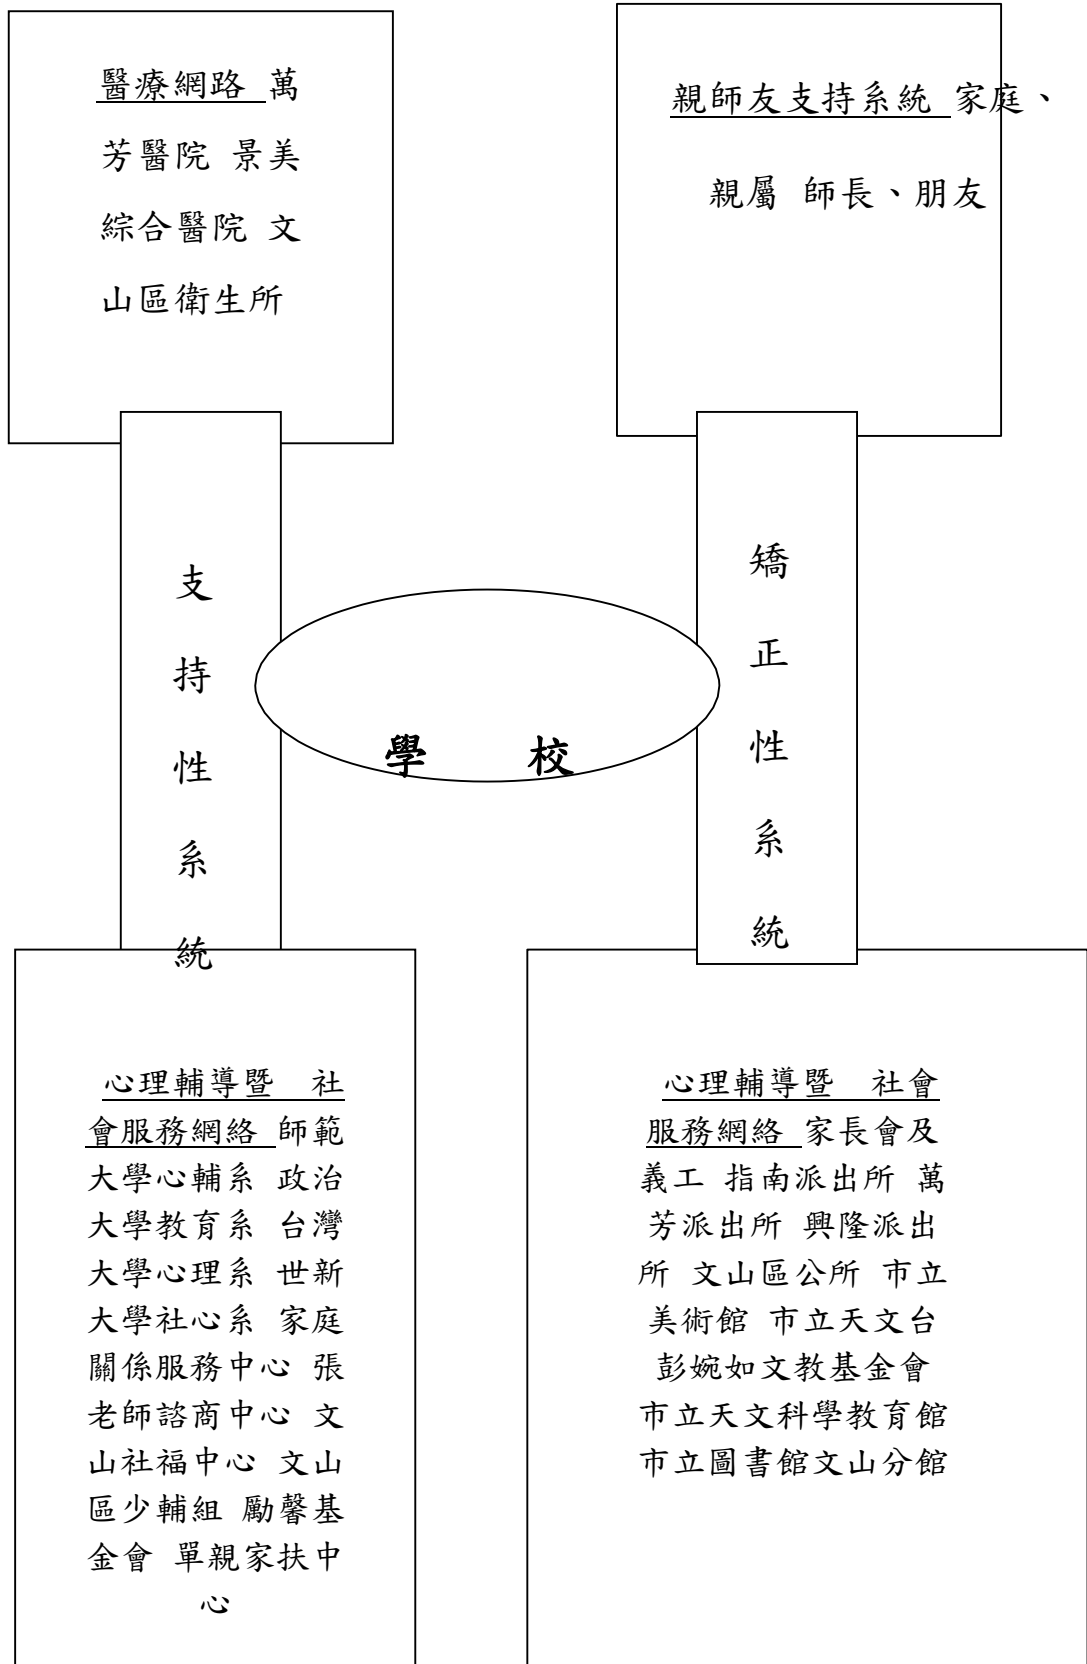 醫療網路 萬
芳醫院 景美
綜合醫院 文
山區衛生所
親師友支持系統 家庭、
親屬 師長、朋友
支
持
性
系
統
學 校
矯
正
性
系
統
心理輔導暨 社
會服務網絡 師範
大學心輔系 政治
大學教育系 台灣
大學心理系 世新
大學社心系 家庭
關係服務中心 張
老師諮商中心 文
山社福中心 文山
區少輔組 勵馨基
金會 單親家扶中
心
心理輔導暨 社會
服務網絡 家長會及
義工 指南派出所 萬
芳派出所 興隆派出
所 文山區公所 市立
美術館 市立天文台
彭婉如文教基金會
市立天文科學教育館
市立圖書館文山分館